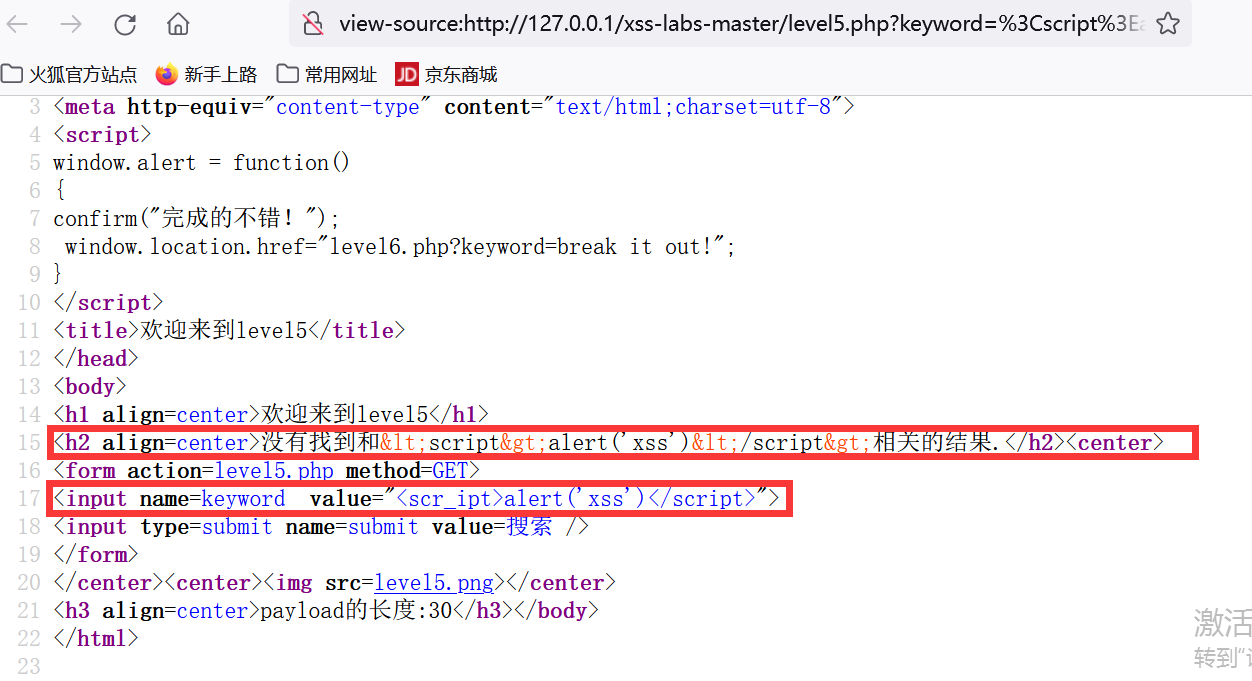 view-source:http://127.0.0.1/xss-labs-master/level5.php?keyword=%3Cscript%3Ea
火狐官方站点 新手上路 常用网址 JD 京东商城
3 <meta http-equiv="content-type" content="text/html;charset=utf-8">
4 <script>
5 window.alert = function()
6 {
7 confirm("完成的不错！");
8  window.location.href="level6.php?keyword=break it out!";
9 }
10 </script>
11 <title>欢迎来到level5</title>
12 </head>
13 <body>
14 <h1 align=center>欢迎来到level5</h1>
15 <h2 align=center>没有找到和&lt;script&gt;alert('xss')&lt;/script&gt;相关的结果.</h2><center>
16 <form action=level5.php method=GET>
17 <input name=keyword  value="<scr_ipt>alert('xss')</script>">
18 <input type=submit name=submit value=搜索 />
19 </form>
20 </center><center><img src=level5.png></center>
21 <h3 align=center>payload的长度:30</h3></body>
22 </html>
23
激活
转到"